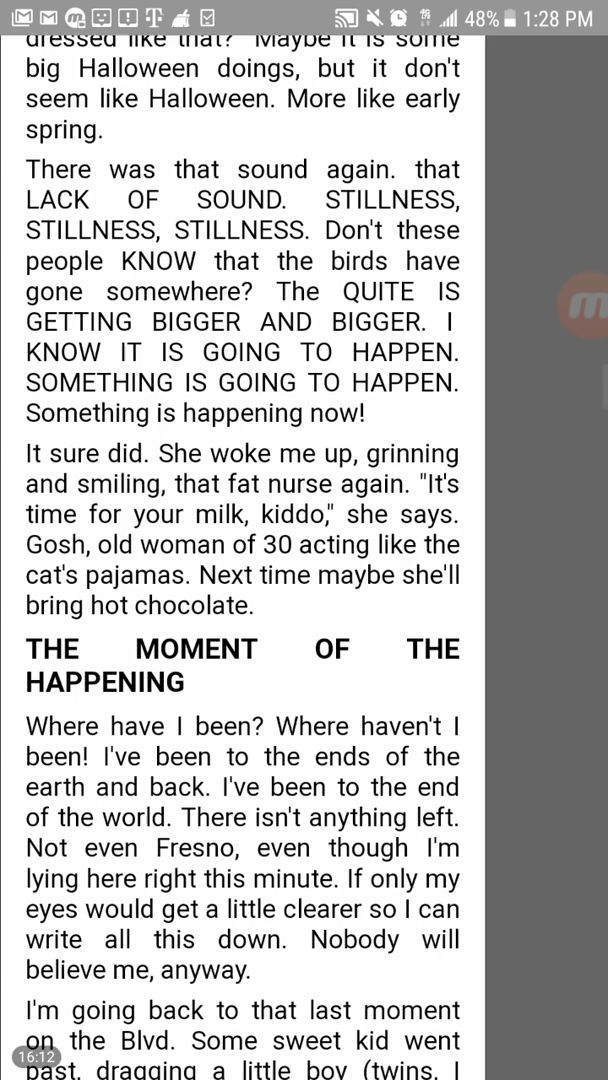 48% 1:28 PM
dressed like that? "Maybe it is some
big Halloween doings, but it don't
seem like Halloween. More like early
spring.
There was that sound again. that
LACK OF SOUND. STILLNESS,
STILLNESS, STILLNESS. Don't these
people KNOW that the birds have
gone somewhere? The QUITE IS
GETTING BIGGER AND BIGGER. I
KNOW IT IS GOING TO HAPPEN.
SOMETHING IS GOING TO HAPPEN.
Something is happening now!
It sure did. She woke me up, grinning
and smiling, that fat nurse again. "It's
time for your milk, kiddo," she says.
Gosh, old woman of 30 acting like the
cat's pajamas. Next time maybe she'll
bring hot chocolate.
THE MOMENT OF THE
HAPPENING
Where have I been? Where haven't I
been! I've been to the ends of the
earth and back. I've been to the end
of the world. There isn't anything left.
Not even Fresno, even though I'm
lying here right this minute. If only my
eyes would get a little clearer so I can
write all this down. Nobody will
believe me, anyway.
I'm going back to that last moment
on the Blvd. Some sweet kid went
past, dragging a little boy (twins, I
16:12